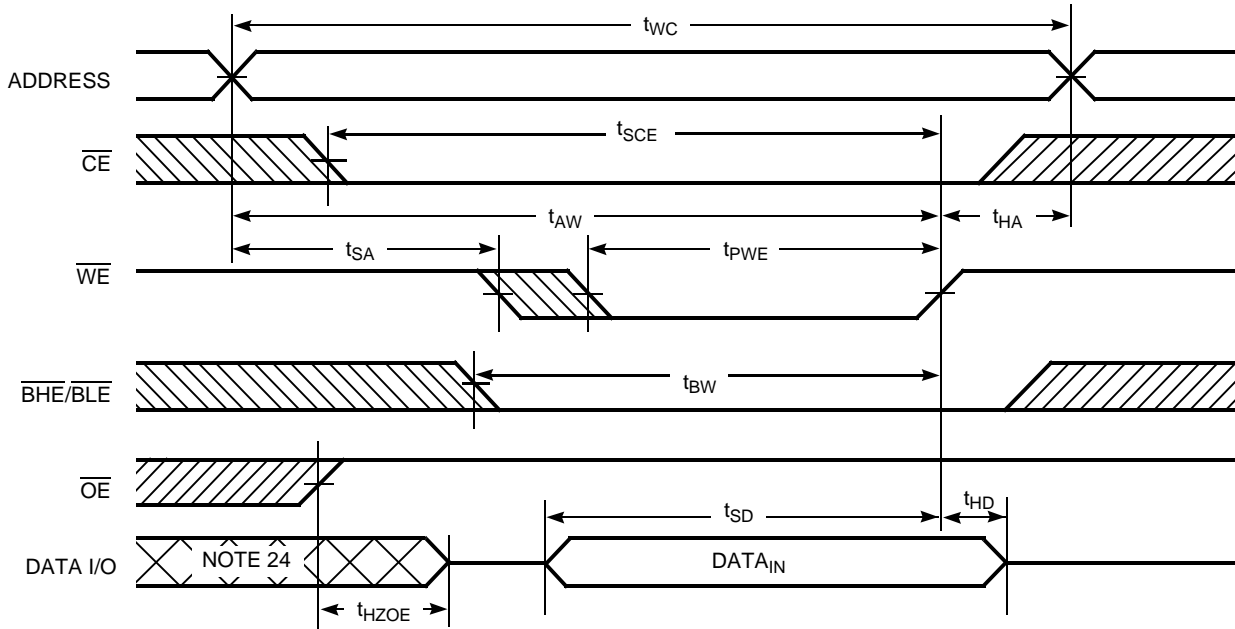 tWC
ADDRESS
tSCE
CE
tAW
tHA
tSA
tPWE
WE
tBW
BHE/BLE
OE
tSD
tHD
DATA I/O
NOTE 24
DATAIN
tHZOE